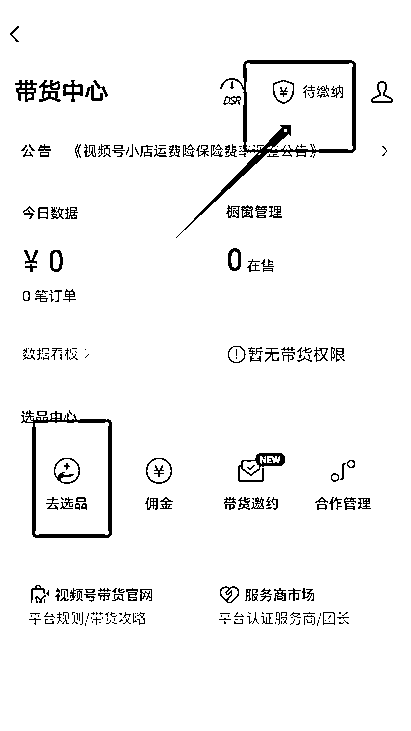 带货中心
DSR
¥ 待缴纳
公告 《视频号小店运费险保险费率调整公告》
今日数据
橱窗管理
¥ 0
0 在售
0 笔订单
数据看板
暂无带货权限
选品中心
去选品
¥
佣金
NEW
带货邀约
合作管理
视频号带货官网
服务商市场
平台规则/带货攻略
平台认证服务商/团长